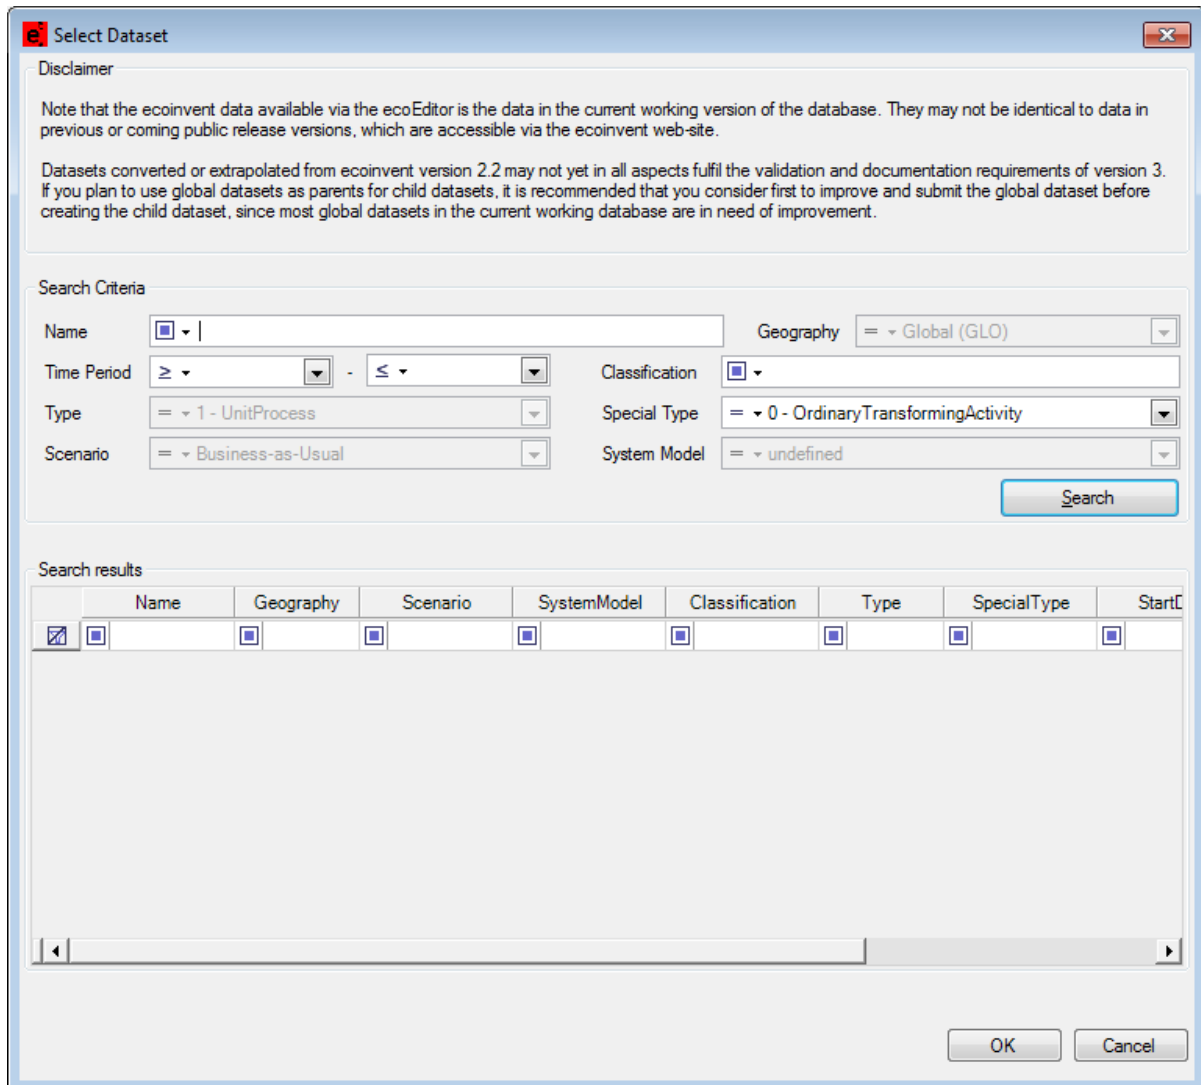 Select Dataset
Disclaimer
Note that the ecoinvent data available via the ecoEditor is the data in the current working version of the database. They may not be identical to data in
previous or coming public release versions, which are accessible via the ecoinvent web-site.
Datasets converted or extrapolated from ecoinvent version 2.2 may not yet in all aspects fulfil the validation and documentation requirements of version 3.
If you plan to use global datasets as parents for child datasets, it is recommended that you consider first to improve and submit the global dataset before
creating the child dataset, since most global datasets in the current working database are in need of improvement.
Search Criteria
Name Geography = Global (GLO)
Time Period ≥ - ≤ Classification
Type = 1 - UnitProcess Special Type = 0 - OrdinaryTransformingActivity
Scenario = Business-as-Usual System Model = undefined
Search
Search results
Name Geography Scenario SystemModel Classification Type SpecialType StartD
OK Cancel